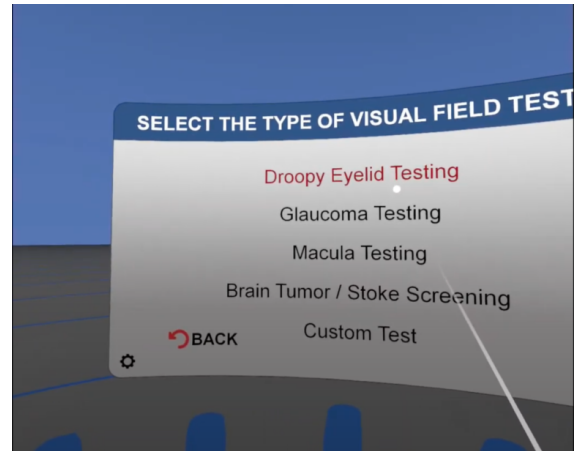 SELECT THE TYPE OF VISUAL FIELD TEST
Droopy Eyelid Testing
Glaucoma Testing
Macula Testing
Brain Tumor / Stoke Screening
Custom Test
BACK